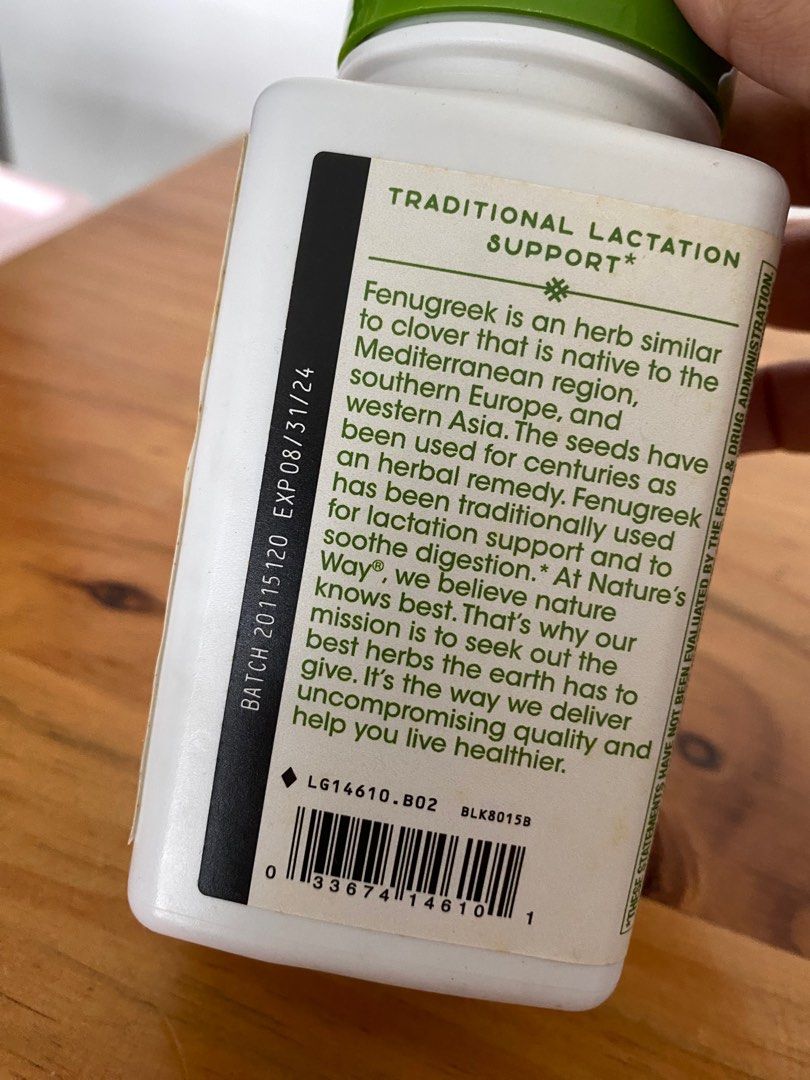 TRADITIONAL LACTATION
SUPPORT*
Fenugreek is an herb similar
to clover that is native to the
Mediterranean region,
southern Europe, and
western Asia. The seeds have
been used for centuries as
an herbal remedy. Fenugreek
has been traditionally used
for lactation support and to
soothe digestion.* At Nature's
Way®, we believe nature
knows best. That's why our
mission is to seek out the
best herbs the earth has to
give. It's the way we deliver
uncompromising quality and
help you live healthier.
LG14610.B02 BLK8015B
0 33674 14610 1
BATCH 20115120 EXP 08/31/24
*THESE STATEMENTS HAVE NOT BEEN EVALUATED BY THE FOOD & DRUG ADMINISTRATION.